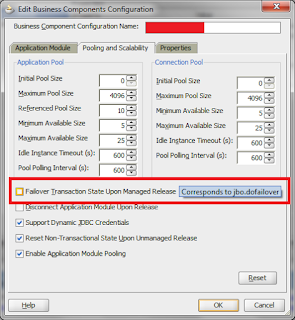 Edit Business Components Configuration
Business Component Configuration Name:
Application Module Pooling and Scalability Properties
Application Pool
Initial Pool Size 0
Maximum Pool Size 4096
Referenced Pool Size 10
Minimum Available Size 5
Maximum Available Size 25
Idle Instance Timeout (s): 600
Pool Polling Interval (s): 600
Connection Pool
Initial Pool Size 0
Maximum Pool Size 4096
Minimum Available Size 5
Maximum Available Size 25
Idle Instance Timeout (s): 600
Pool Polling Interval (s): 600
Failover Transaction State Upon Managed Release Corresponds to jbo.dofailover
Disconnect Application Module Upon Release
Support Dynamic JDBC Credentials
Reset Non-Transactional State Upon Unmanaged Release
Enable Application Module Pooling
Reset
Help OK Cancel